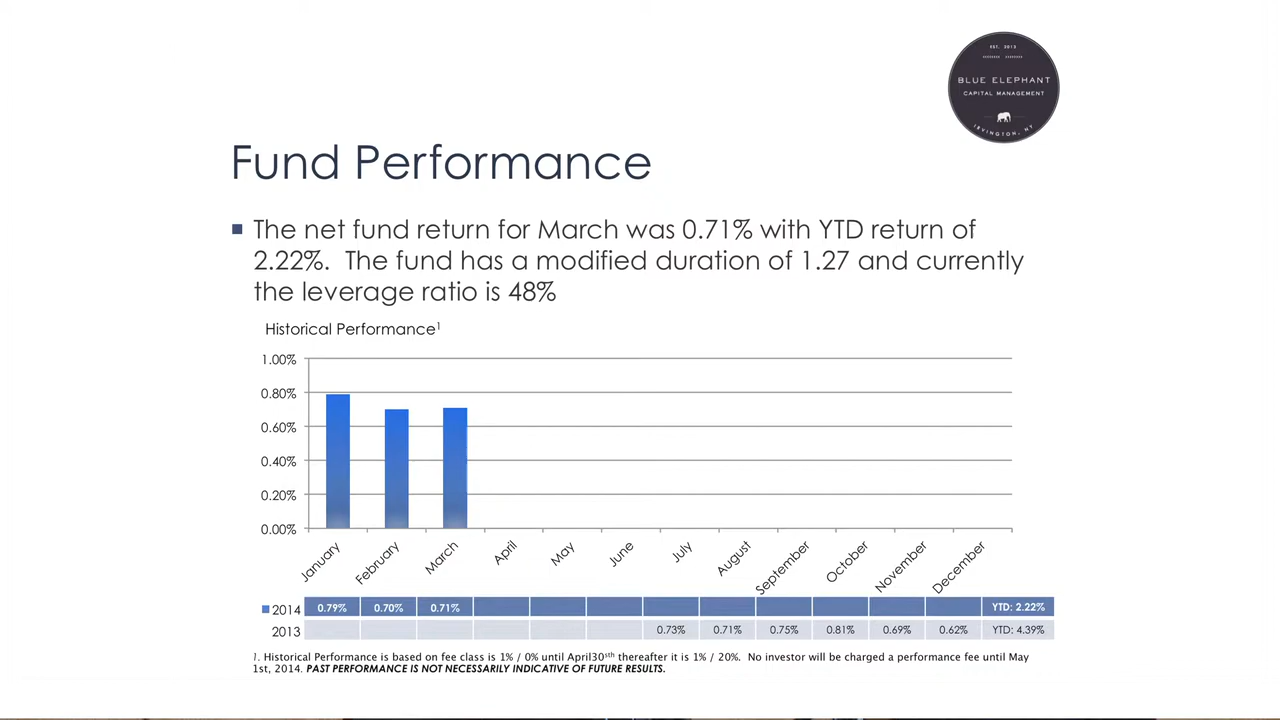 EST. 2013
BLUE ELEPHANT
CAPITAL MANAGEMENT
IRVINGTON, NY
Fund Performance
The net fund return for March was 0.71% with YTD return of
2.22%. The fund has a modified duration of 1.27 and currently
the leverage ratio is 48%
Historical Performance1
1.00%
0.80%
0.60%
0.40%
0.20%
0.00%
January February March April May June July August September October November December
2014 0.79% 0.70% 0.71% YTD: 2.22%
2013 0.73% 0.71% 0.75% 0.81% 0.69% 0.62% YTD: 4.39%
1. Historical Performance is based on fee class is 1% / 0% until April30sth thereafter it is 1% / 20%. No investor will be charged a performance fee until May
1st, 2014. PAST PERFORMANCE IS NOT NECESSARILY INDICATIVE OF FUTURE RESULTS.